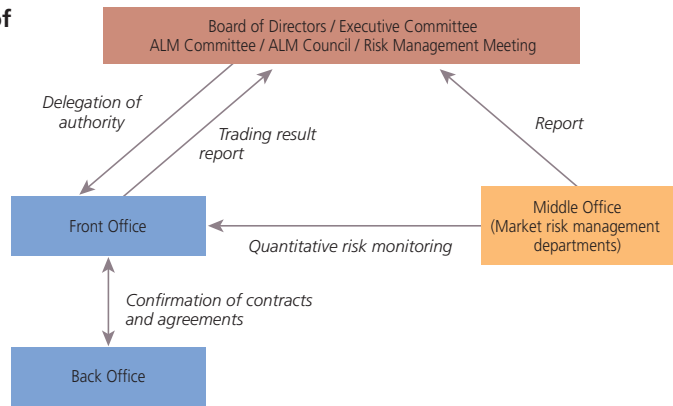 of
Board of Directors / Executive Committee
ALM Committee / ALM Council / Risk Management Meeting
Delegation of
authority
Trading result
report
Report
Front Office
Middle Office
(Market risk management
departments)
Quantitative risk monitoring
Confirmation of contracts
and agreements
Back Office